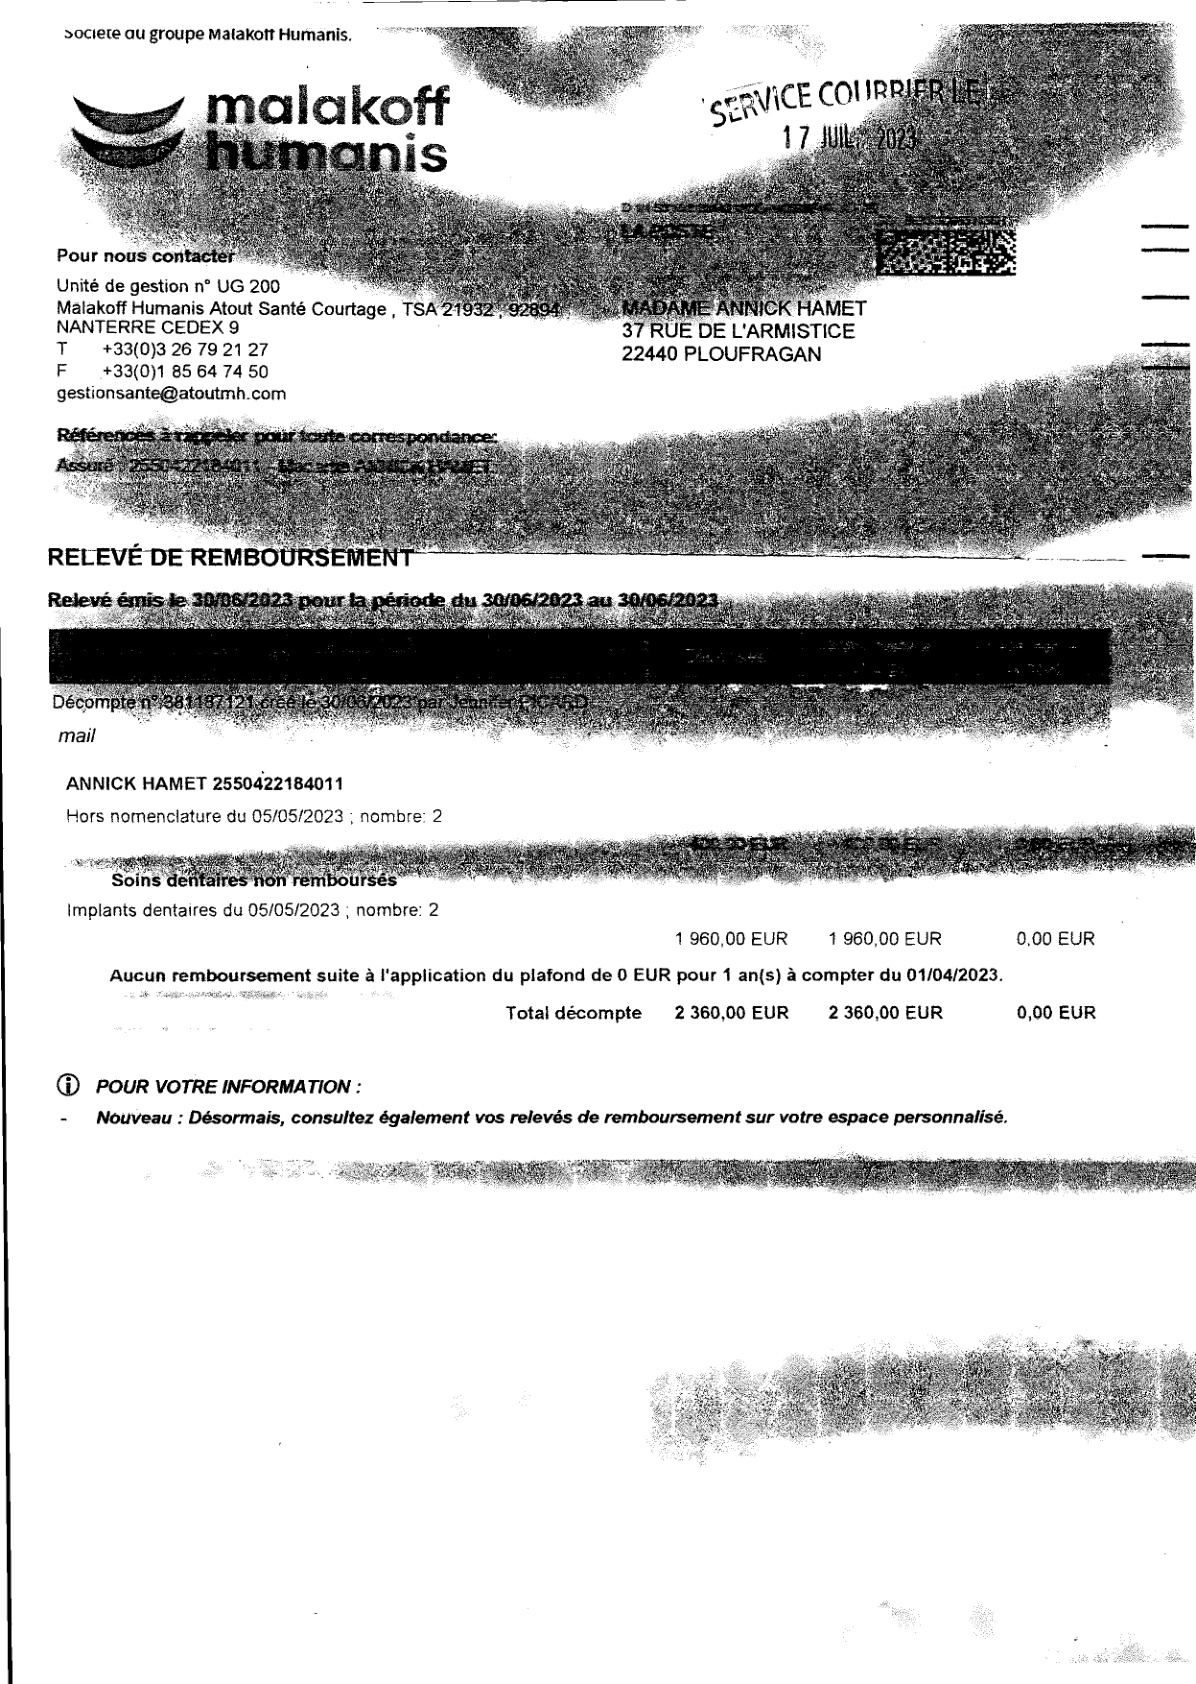 Société du groupe Malakoff Humanis.
malakoff
humanis
SERVICE COURRIER LE
17 JUIL. 2023
LA POSTE
Pour nous contacter
Unité de gestion n° UG 200
Malakoff Humanis Atout Santé Courtage , TSA 21932 , 92894
NANTERRE CEDEX 9
T +33(0)3 26 79 21 27
F +33(0)1 85 64 74 50
gestionsante@atoutmh.com
MADAME ANNICK HAMET
37 RUE DE L'ARMISTICE
22440 PLOUFRAGAN
Références à rappeler pour toute correspondance:
Assuré : 2550422184011 Madame ANNICK HAMET
RELEVÉ DE REMBOURSEMENT
Relevé émis le 30/06/2023 pour la période du 30/06/2023 au 30/06/2023
Décompte n° 381187121 créé le 30/06/2023 par Jennifer PICARD
mail
ANNICK HAMET 2550422184011
Hors nomenclature du 05/05/2023 ; nombre: 2
Soins dentaires non remboursés
Implants dentaires du 05/05/2023 ; nombre: 2
1 960,00 EUR 1 960,00 EUR 0,00 EUR
Aucun remboursement suite à l'application du plafond de 0 EUR pour 1 an(s) à compter du 01/04/2023.
Total décompte 2 360,00 EUR 2 360,00 EUR 0,00 EUR
POUR VOTRE INFORMATION :
- Nouveau : Désormais, consultez également vos relevés de remboursement sur votre espace personnalisé.